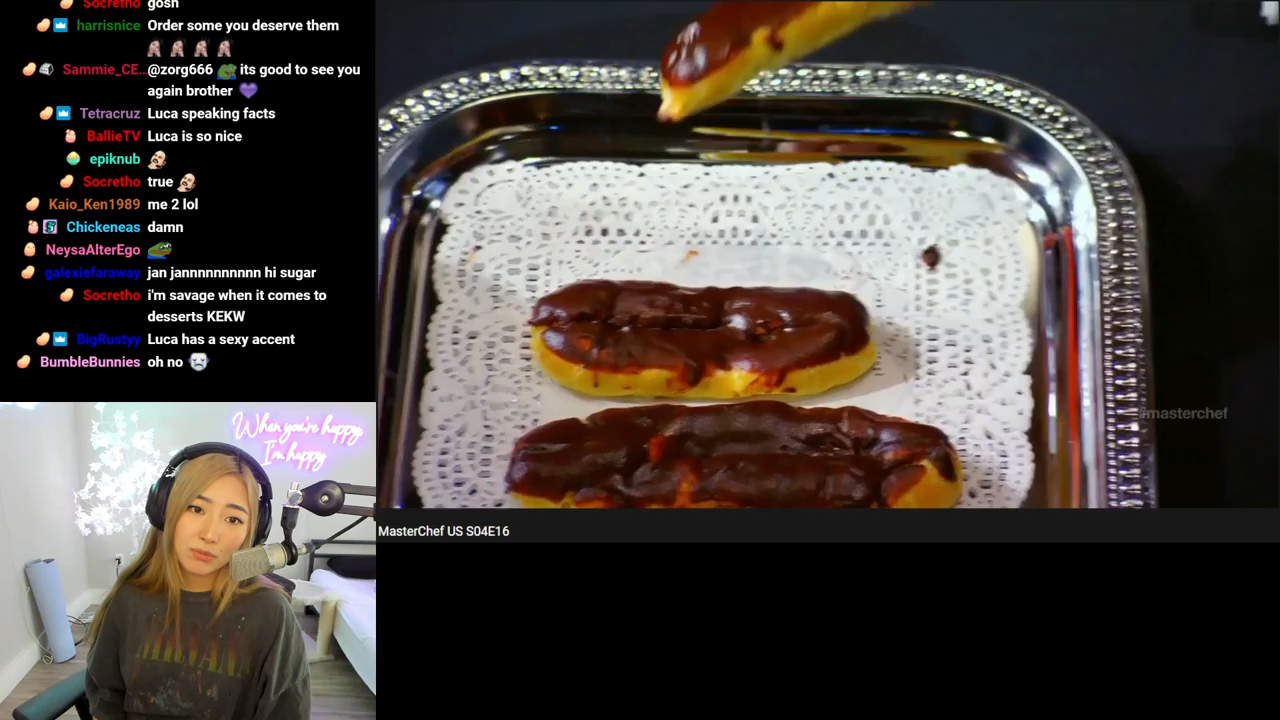 Socretho gosh
harrisnice Order some you deserve them
Sammie_CE... @zorg666 its good to see you
again brother
Tetracruz Luca speaking facts
BallieTV Luca is so nice
epiknub
Socretho true
Kaio_Ken1989 me 2 lol
Chickeneas damn
NeysaAlterEgo
galexiefaraway jan jannnnnnnnnn hi sugar
Socretho i'm savage when it comes to
desserts KEKW
BigRustyy Luca has a sexy accent
BumbleBunnies oh no
When you're happy
I'm happy
NIRVANA
#masterchef
MasterChef US S04E16